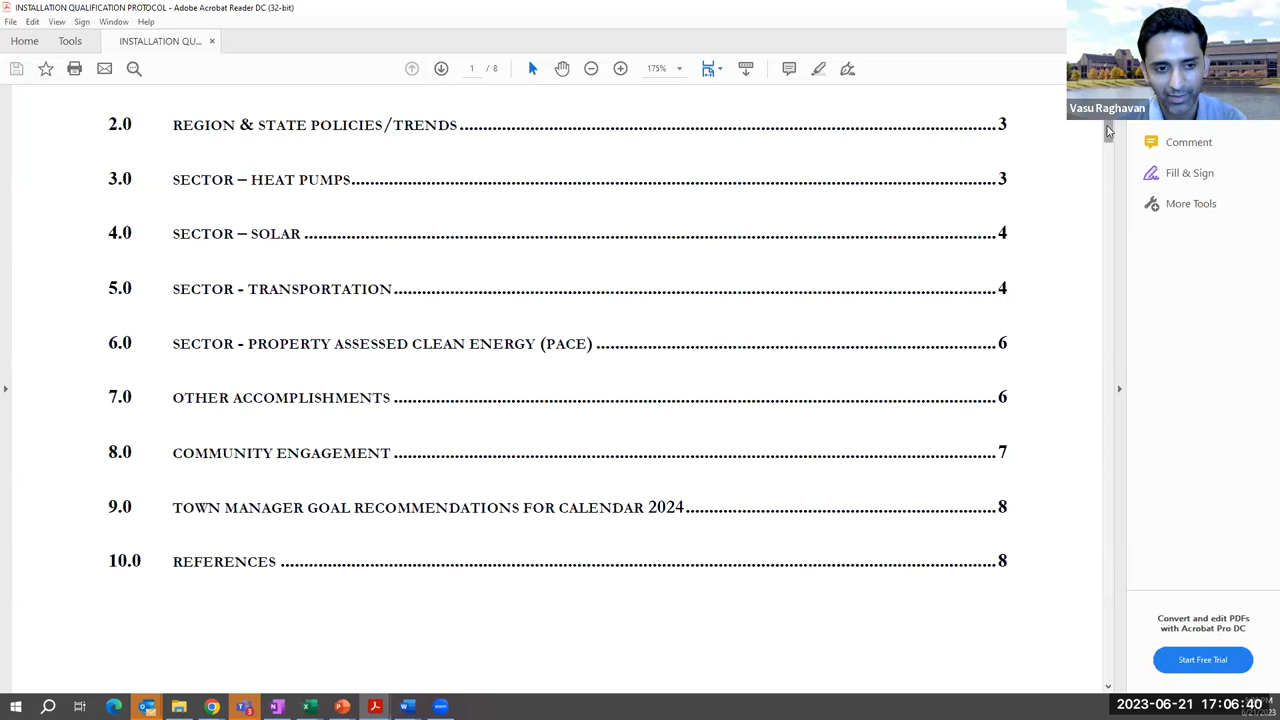 INSTALLATION QUALIFICATION PROTOCOL - Adobe Acrobat Reader DC (32-bit)
File Edit View Sign Window Help
Home Tools INSTALLATION QU... ×
1 / 8 175%
Vasu Raghavan
2.0 REGION & STATE POLICIES/TRENDS 3
3.0 SECTOR – HEAT PUMPS 3
4.0 SECTOR – SOLAR 4
5.0 SECTOR - TRANSPORTATION 4
6.0 SECTOR - PROPERTY ASSESSED CLEAN ENERGY (PACE) 6
7.0 OTHER ACCOMPLISHMENTS 6
8.0 COMMUNITY ENGAGEMENT 7
9.0 TOWN MANAGER GOAL RECOMMENDATIONS FOR CALENDAR 2024 8
10.0 REFERENCES 8
Comment
Fill & Sign
More Tools
Convert and edit PDFs
with Acrobat Pro DC
Start Free Trial
2023-06-21 17:06:40